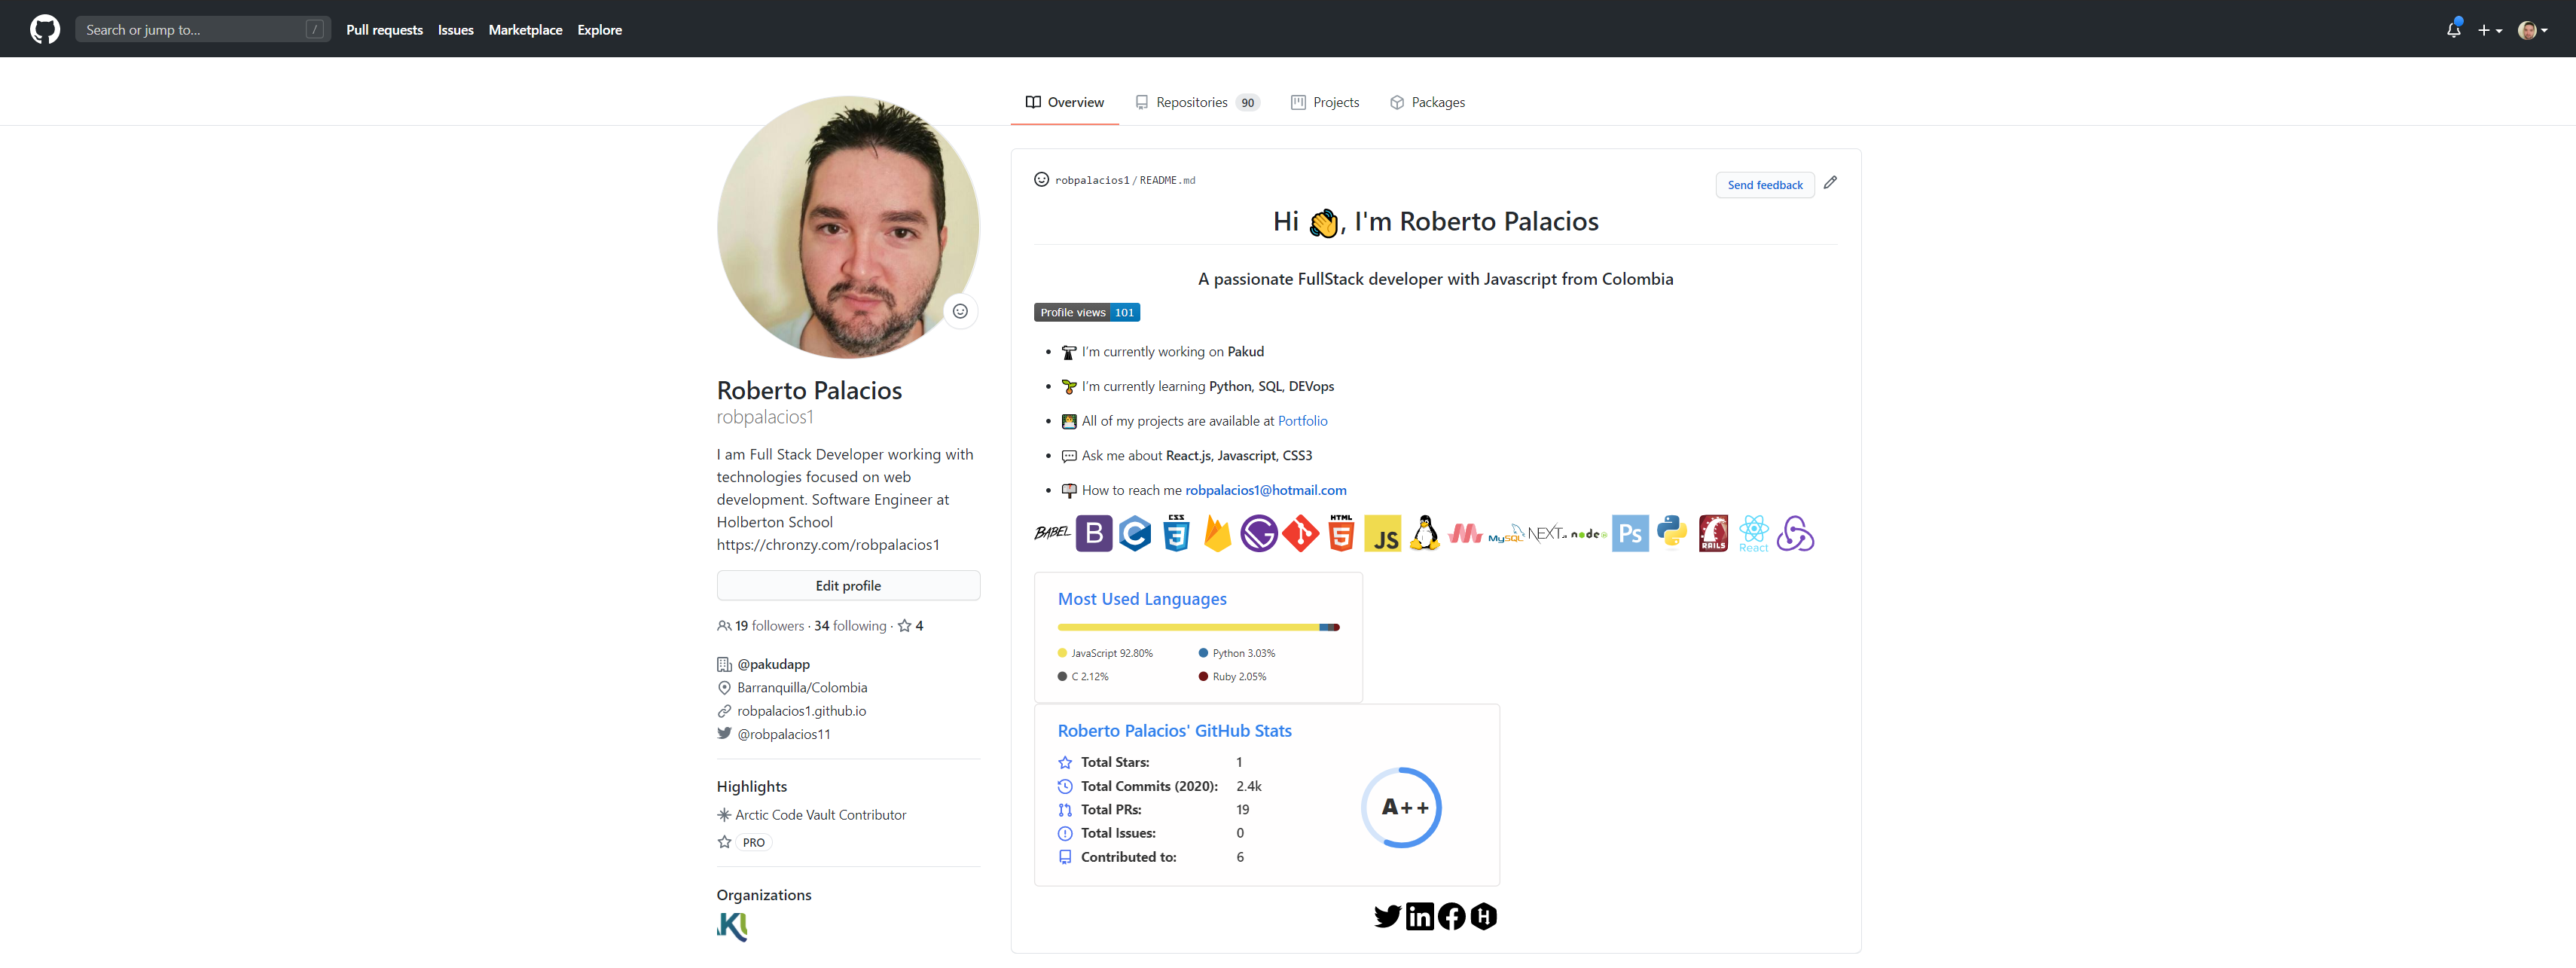 Search or jump to... /
Pull requests
Issues
Marketplace
Explore
Overview
Repositories 90
Projects
Packages
Roberto Palacios
robpalacios1
I am Full Stack Developer working with
technologies focused on web
development. Software Engineer at
Holberton School
https://chronzy.com/robpalacios1
Edit profile
19 followers · 34 following · 4
@pakudapp
Barranquilla/Colombia
robpalacios1.github.io
@robpalacios11
Highlights
Arctic Code Vault Contributor
PRO
Organizations
robpalacios1/README.md
Send feedback
Hi 👋, I'm Roberto Palacios
A passionate FullStack developer with Javascript from Colombia
Profile views 101
I'm currently working on Pakud
I'm currently learning Python, SQL, DEVops
All of my projects are available at Portfolio
Ask me about React.js, Javascript, CSS3
How to reach me robpalacios1@hotmail.com
BABEL B C CSS 3 HTML 5 JS MySQL NEXT.js node Ps RAILS React
Most Used Languages
JavaScript 92.80%
Python 3.03%
C 2.12%
Ruby 2.05%
Roberto Palacios' GitHub Stats
Total Stars: 1
Total Commits (2020): 2.4k
Total PRs: 19
Total Issues: 0
Contributed to: 6
A++